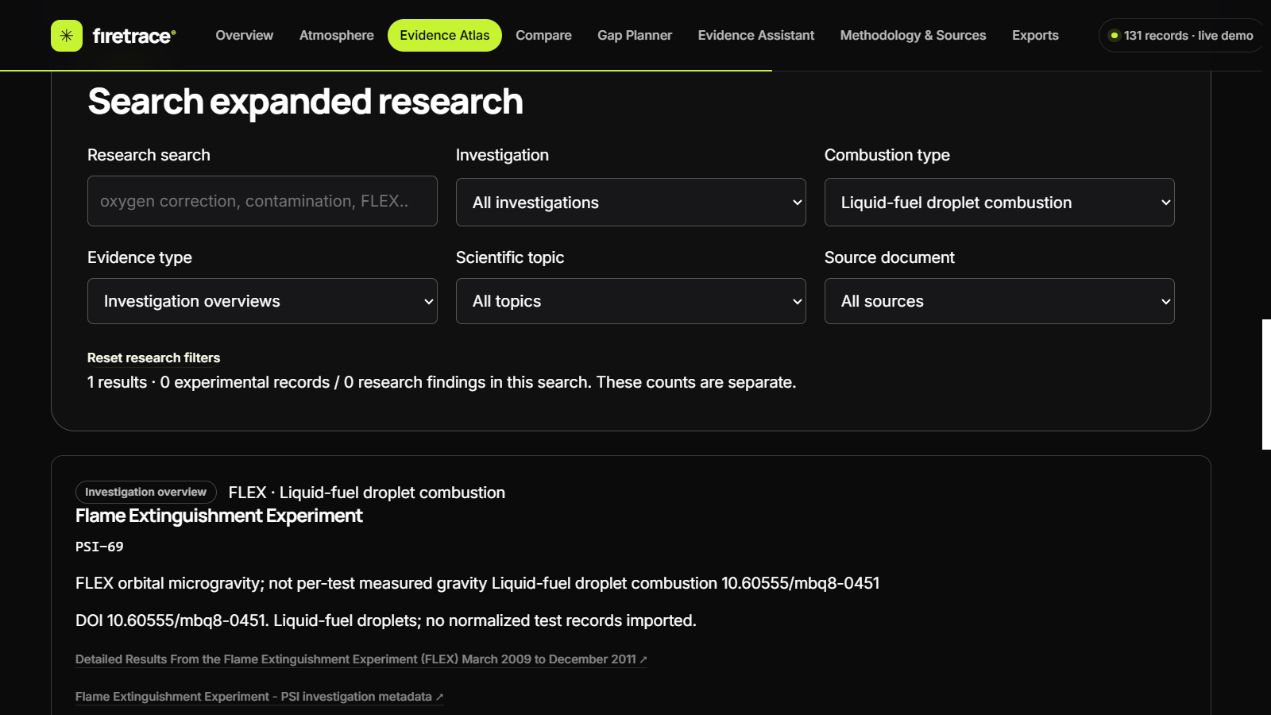 firetrace
Overview
Atmosphere
Evidence Atlas
Compare
Gap Planner
Evidence Assistant
Methodology & Sources
Exports
131 records · live demo
Search expanded research
Research search
Investigation
Combustion type
oxygen correction, contamination, FLEX..
All investigations
Liquid-fuel droplet combustion
Evidence type
Scientific topic
Source document
Investigation overviews
All topics
All sources
Reset research filters
1 results · 0 experimental records / 0 research findings in this search. These counts are separate.
Investigation overview FLEX · Liquid-fuel droplet combustion
Flame Extinguishment Experiment
PSI-69
FLEX orbital microgravity; not per-test measured gravity Liquid-fuel droplet combustion 10.60555/mbq8-0451
DOI 10.60555/mbq8-0451. Liquid-fuel droplets; no normalized test records imported.
Detailed Results From the Flame Extinguishment Experiment (FLEX) March 2009 to December 2011 ↗
Flame Extinguishment Experiment - PSI investigation metadata ↗